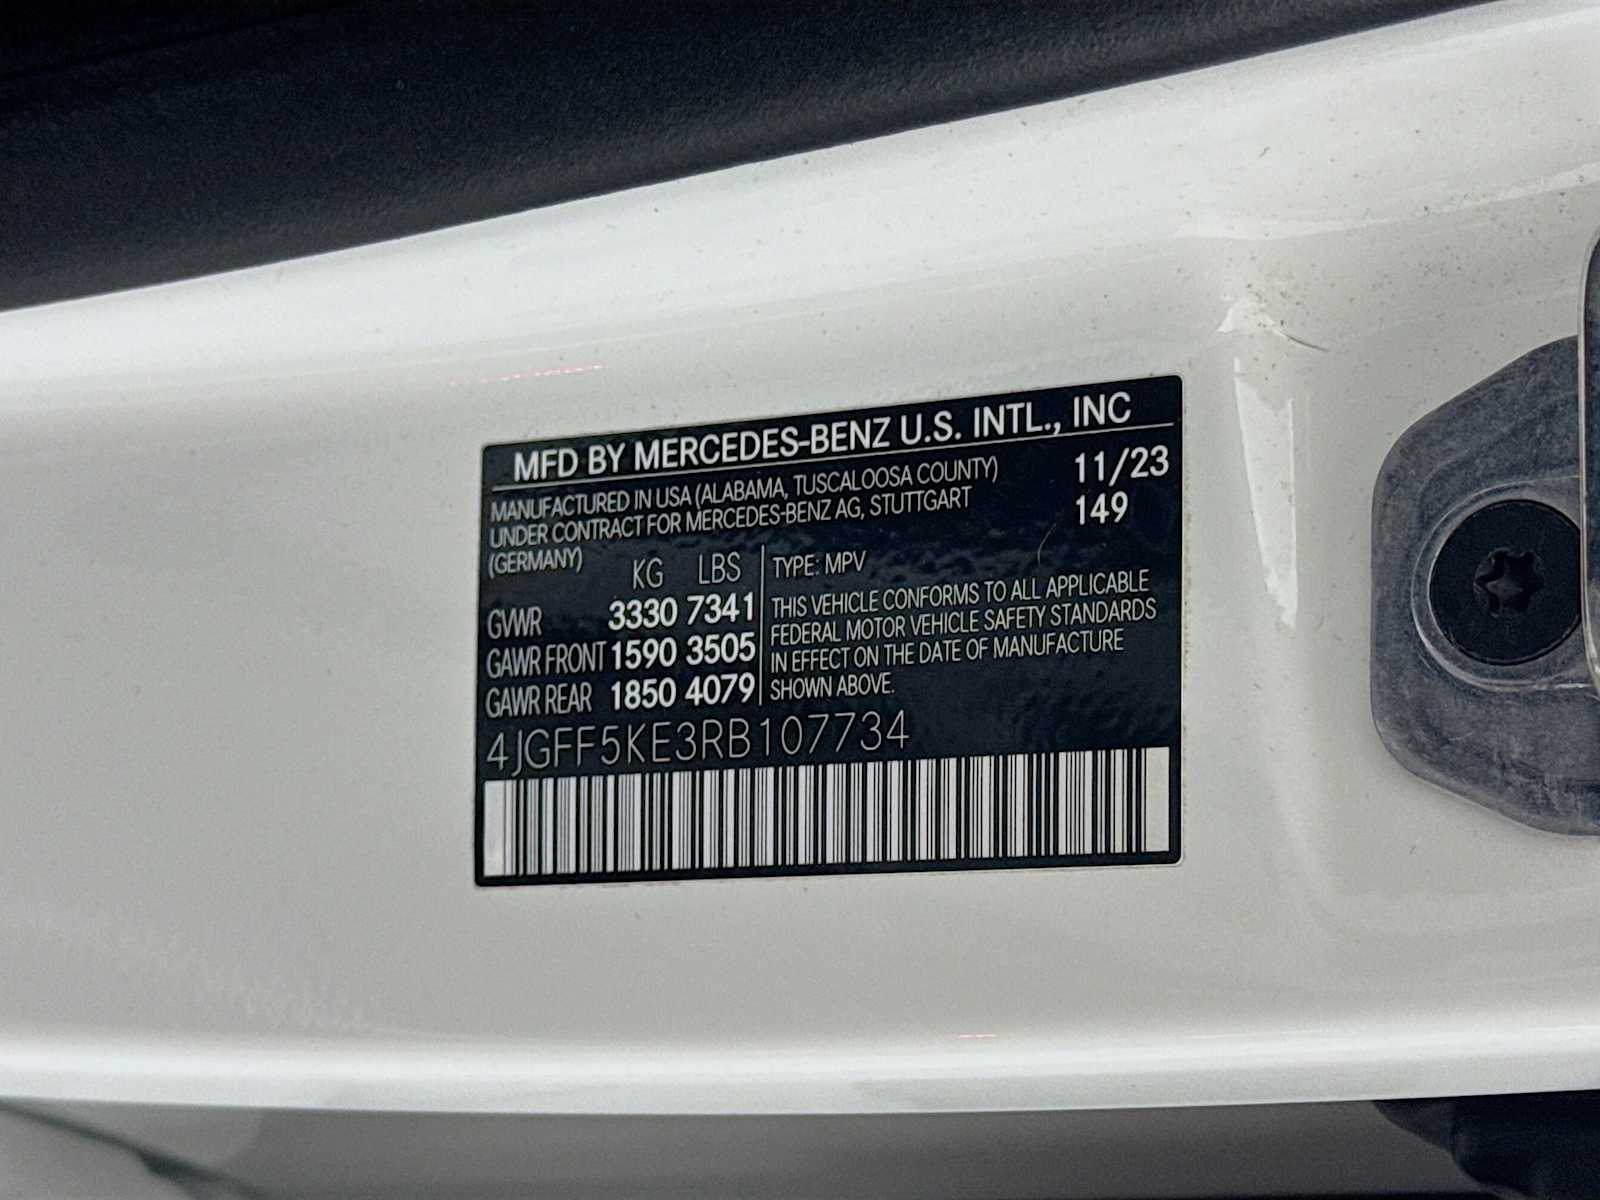 MFD BY MERCEDES-BENZ U.S. INTL., INC
MANUFACTURED IN USA (ALABAMA, TUSCALOOSA COUNTY) 11/23
UNDER CONTRACT FOR MERCEDES-BENZ AG, STUTTGART 149
(GERMANY)
KG LBS
GVWR 3330 7341
GAWR FRONT 1590 3505
GAWR REAR 1850 4079
TYPE: MPV
THIS VEHICLE CONFORMS TO ALL APPLICABLE
FEDERAL MOTOR VEHICLE SAFETY STANDARDS
IN EFFECT ON THE DATE OF MANUFACTURE
SHOWN ABOVE.
4JGFF5KE3RB107734